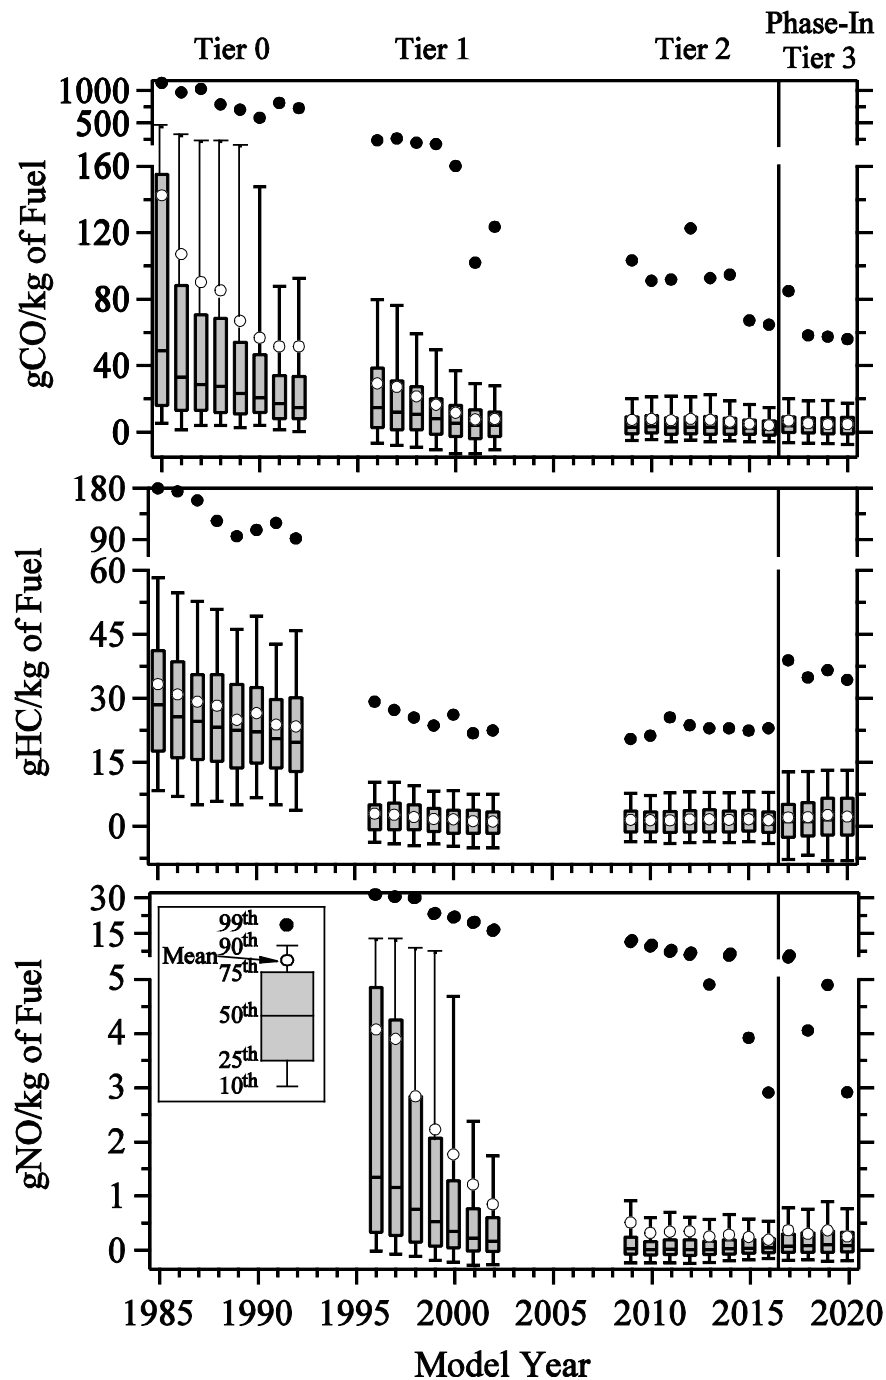 Phase-In
Tier 0 Tier 1 Tier 2 Tier 3
1000
500
160
120
80
40
0
gCO/kg of Fuel
180
90
60
45
30
15
0
gHC/kg of Fuel
30
15
5
4
3
2
1
0
gNO/kg of Fuel
99th
90th
Mean
75th
50th
25th
10th
1985 1990 1995 2000 2005 2010 2015 2020
Model Year